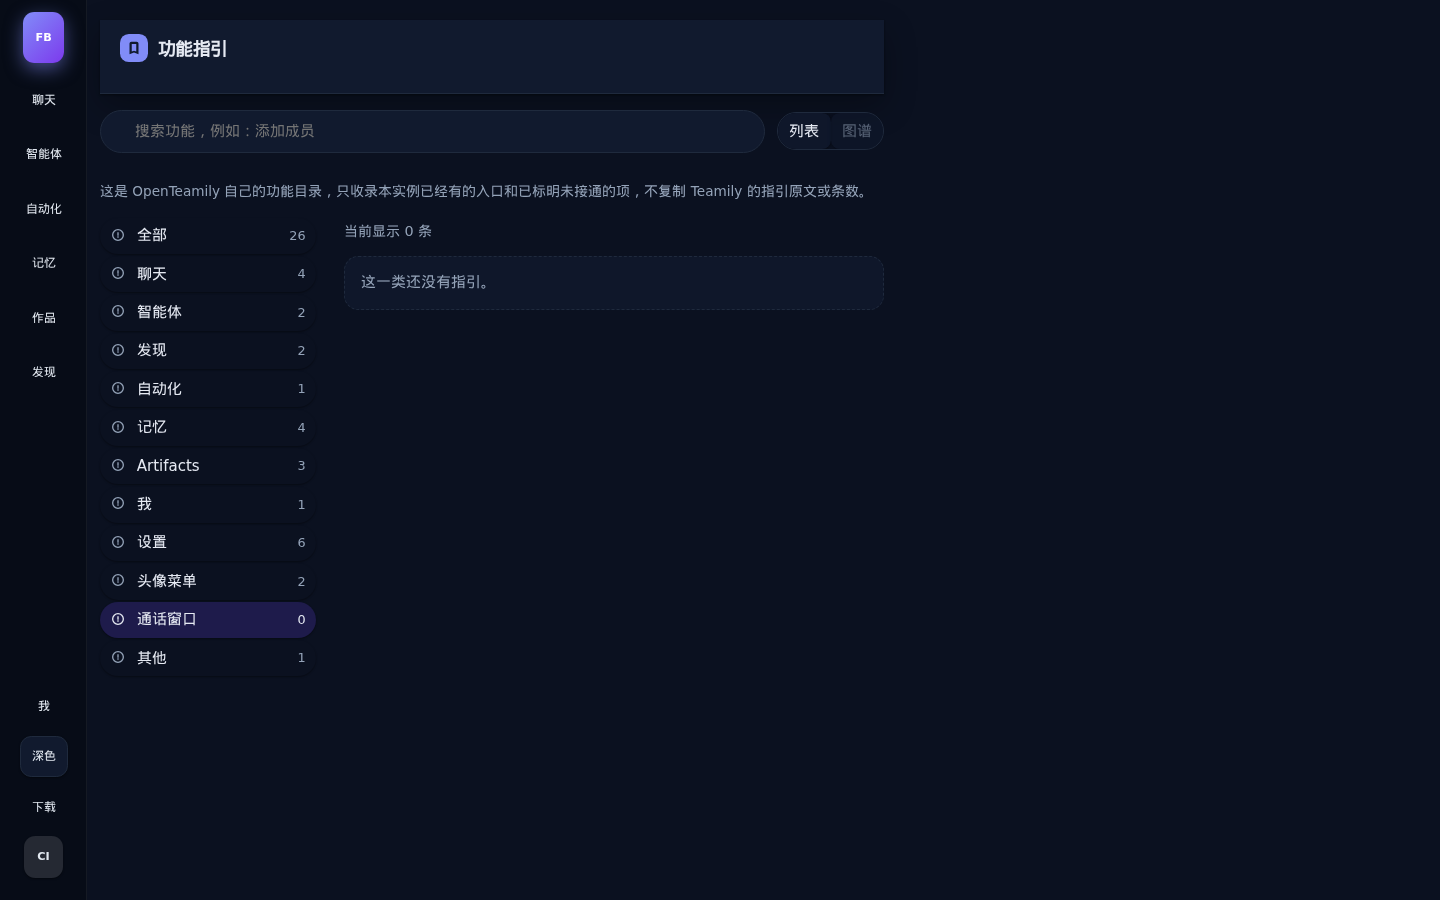 FB
聊天
智能体
自动化
记忆
作品
发现
我
深色
下载
CI
功能指引
搜索功能，例如：添加成员
列表
图谱
这是 OpenTeamily 自己的功能目录，只收录本实例已经有的入口和已标明未接通的项，不复制 Teamily 的指引原文或条数。
全部 26
聊天 4
智能体 2
发现 2
自动化 1
记忆 4
Artifacts 3
我 1
设置 6
头像菜单 2
通话窗口 0
其他 1
当前显示 0 条
这一类还没有指引。